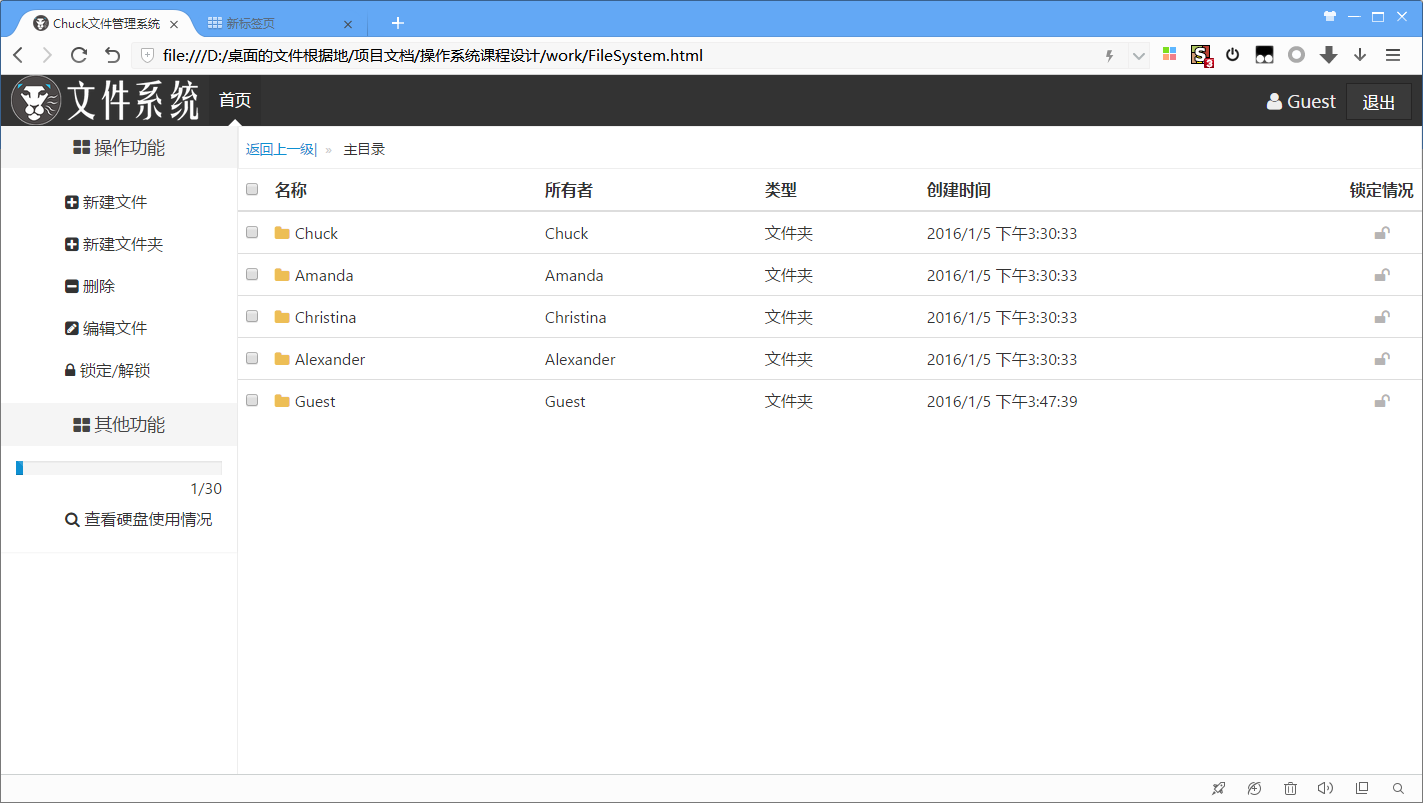 Chuck文件管理系统
新标签页
file:///D:/桌面的文件根据地/项目文档/操作系统课程设计/work/FileSystem.html
S 3
文件系统 首页 Guest 退出
操作功能
新建文件
新建文件夹
删除
编辑文件
锁定/解锁
其他功能
1/30
查看硬盘使用情况
返回上一级| » 主目录
名称 所有者 类型 创建时间 锁定情况
Chuck Chuck 文件夹 2016/1/5 下午3:30:33
Amanda Amanda 文件夹 2016/1/5 下午3:30:33
Christina Christina 文件夹 2016/1/5 下午3:30:33
Alexander Alexander 文件夹 2016/1/5 下午3:30:33
Guest Guest 文件夹 2016/1/5 下午3:47:39